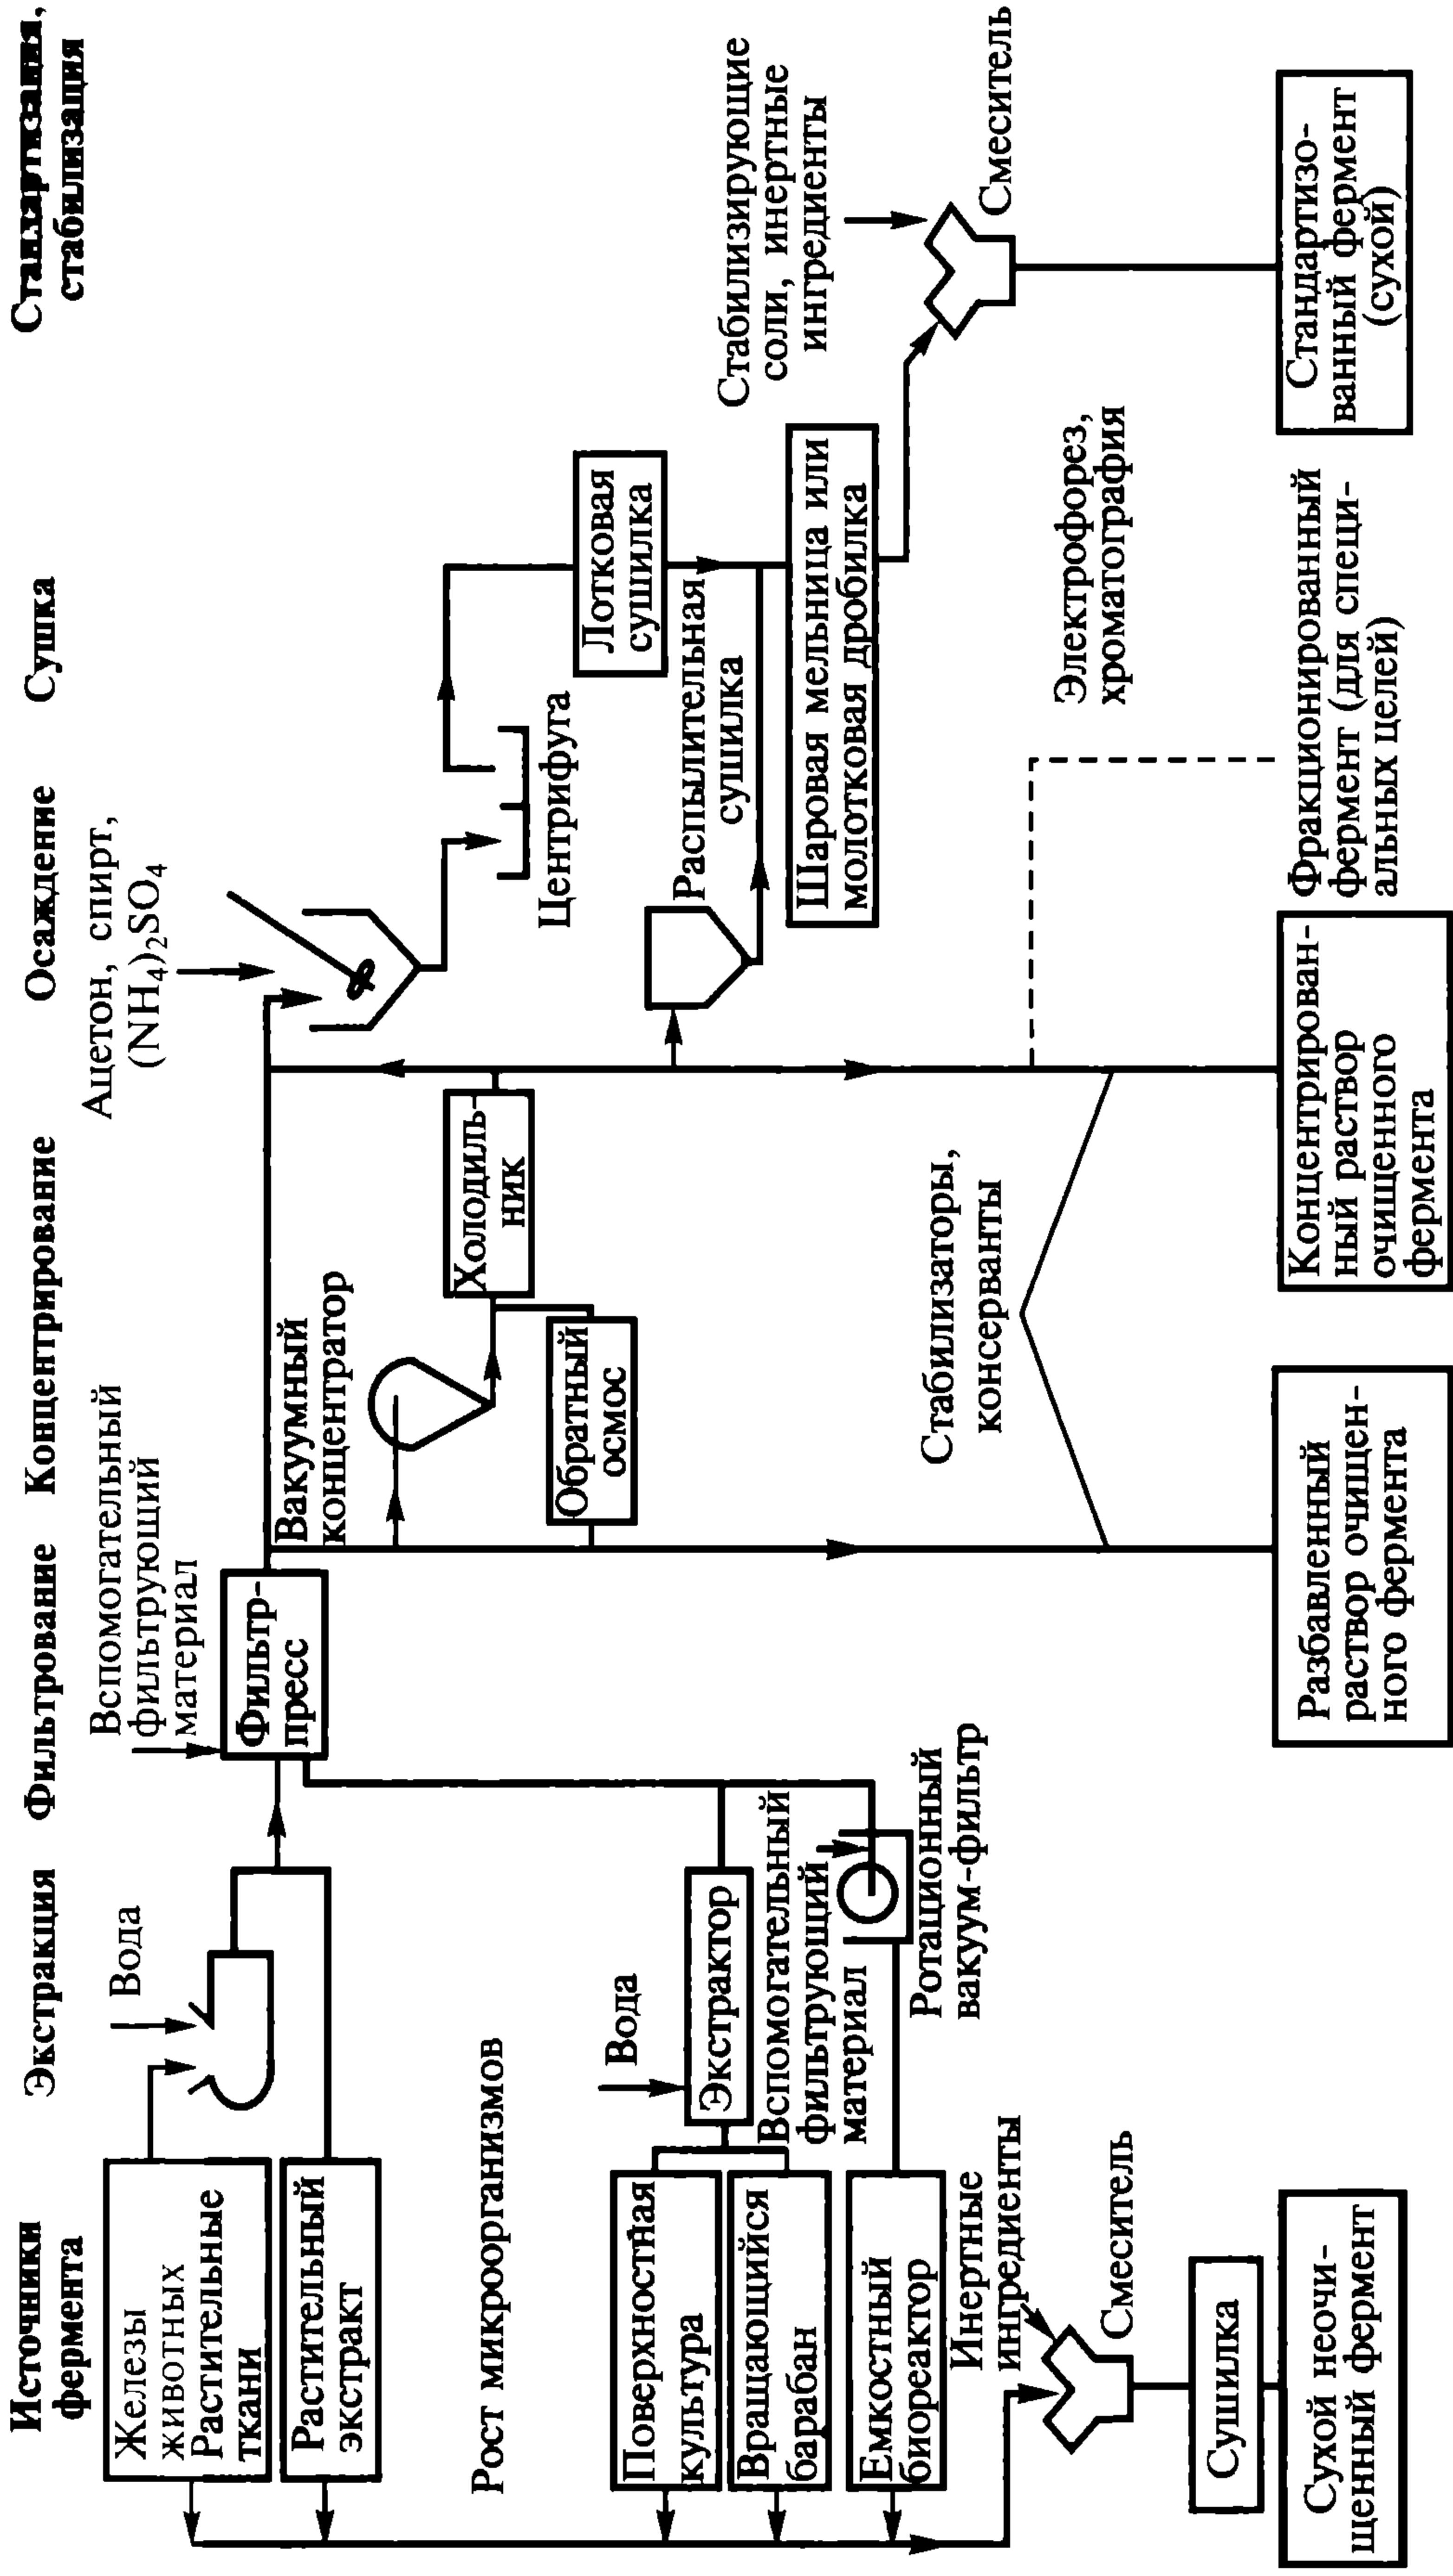 Источники
фермента
Экстракция
Фильтрование
Концентрирование
Осаждение
Сушка
Стандартизация,
стабилизация
Железы
животных
Растительные
ткани
Растительный
экстракт
Вода
Вспомогательный
фильтрующий
материал
Фильтр-
пресс
Вакуумный
концентратор
Холодиль-
ник
Обратный
осмос
Ацетон, спирт,
(NH₄)₂SO₄
Центрифуга
Лотковая
сушилка
Распылительная
сушилка
Шаровая мельница или
молотковая дробилка
Стабилизирующие
соли, инертные
ингредиенты
Смеситель
Рост микроорганизмов
Поверхностная
культура
Вращающийся
барабан
Емкостный
биореактор
Вода
Экстрактор
Вспомогательный
фильтрующий
материал
Ротационный
вакуум-фильтр
Стабилизаторы,
консерванты
Электрофорез,
хроматография
Инертные
ингредиенты
Смеситель
Сушилка
Сухой неочи-
щенный фермент
Разбавленный
раствор очищен-
ного фермента
Концентрирован-
ный раствор
очищенного
фермента
Фракционированный
фермент (для специ-
альных целей)
Стандартизо-
ванный фермент
(сухой)